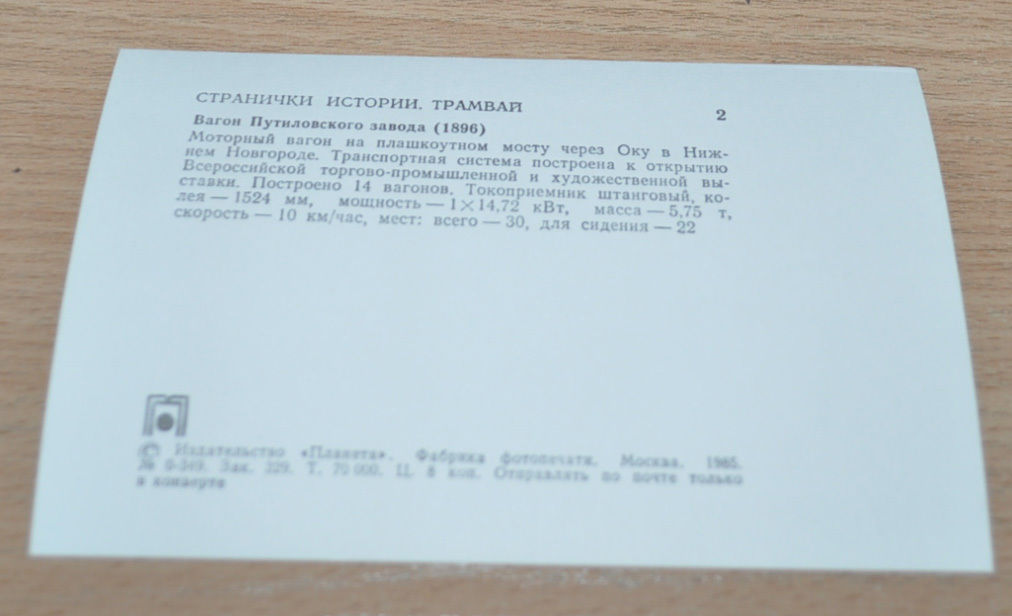 СТРАНИЧКИ ИСТОРИИ. ТРАМВАЙ
2
Вагон Путиловского завода (1896)
Моторный вагон на плашкоутном мосту через Оку в Ниж-
нем Новгороде. Транспортная система построена к открытию
Всероссийской торгово-промышленной и художественной вы-
ставки. Построено 14 вагонов. Токоприемник штанговый, ко-
лея — 1524 мм, мощность — 1×14,72 кВт, масса — 5,75 т,
скорость — 10 км/час, мест: всего — 30, для сидения — 22
© Издательство «Планета». Фабрика фотопечати. Москва. 1985.
№ 0-349. Зак. 329. Т. 70 000. Ц. 8 коп. Отправлять по почте только
в конверте